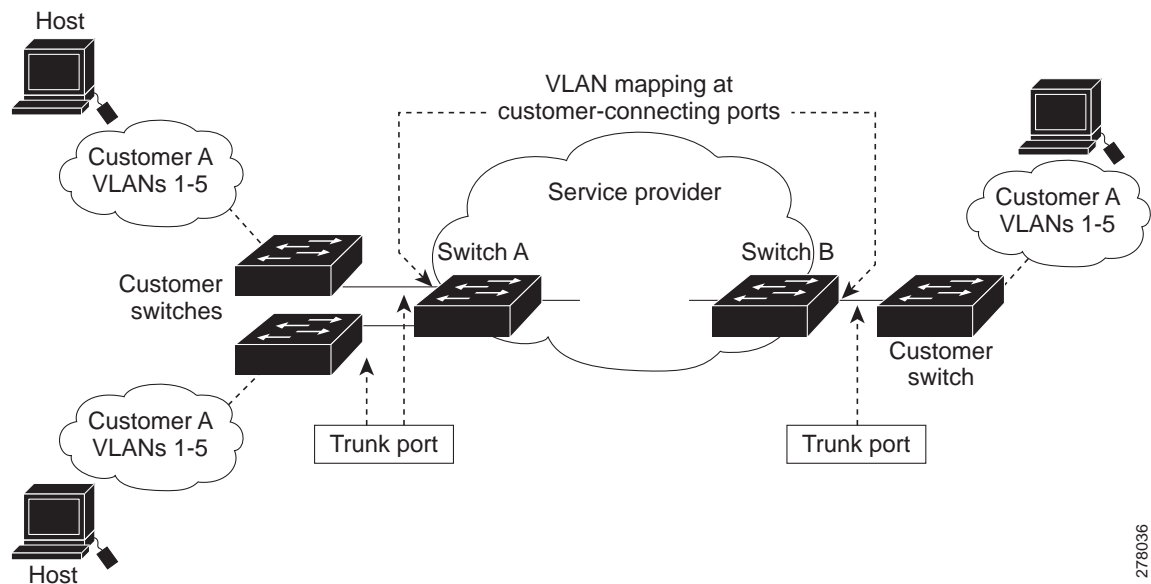 Host
VLAN mapping at
customer-connecting ports
Customer A
VLANs 1-5
Service provider
Customer A
VLANs 1-5
Switch A
Switch B
Customer
switches
Customer
switch
Customer A
VLANs 1-5
Trunk port
Trunk port
Host
278036